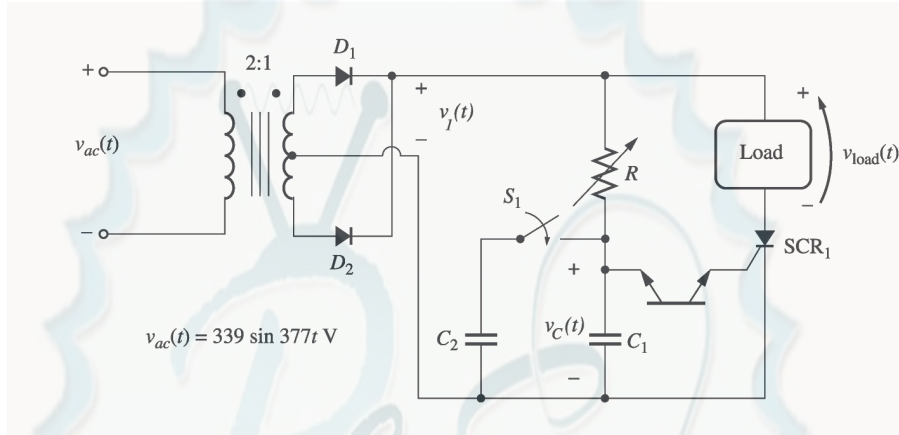 D1
2:1
+
+
+
v1(t)
−
vac(t)
Load
vload(t)
R
S1
−
−
D2
SCR1
+
vac(t) = 339 sin 377t V
C2
vC(t)
C1
−